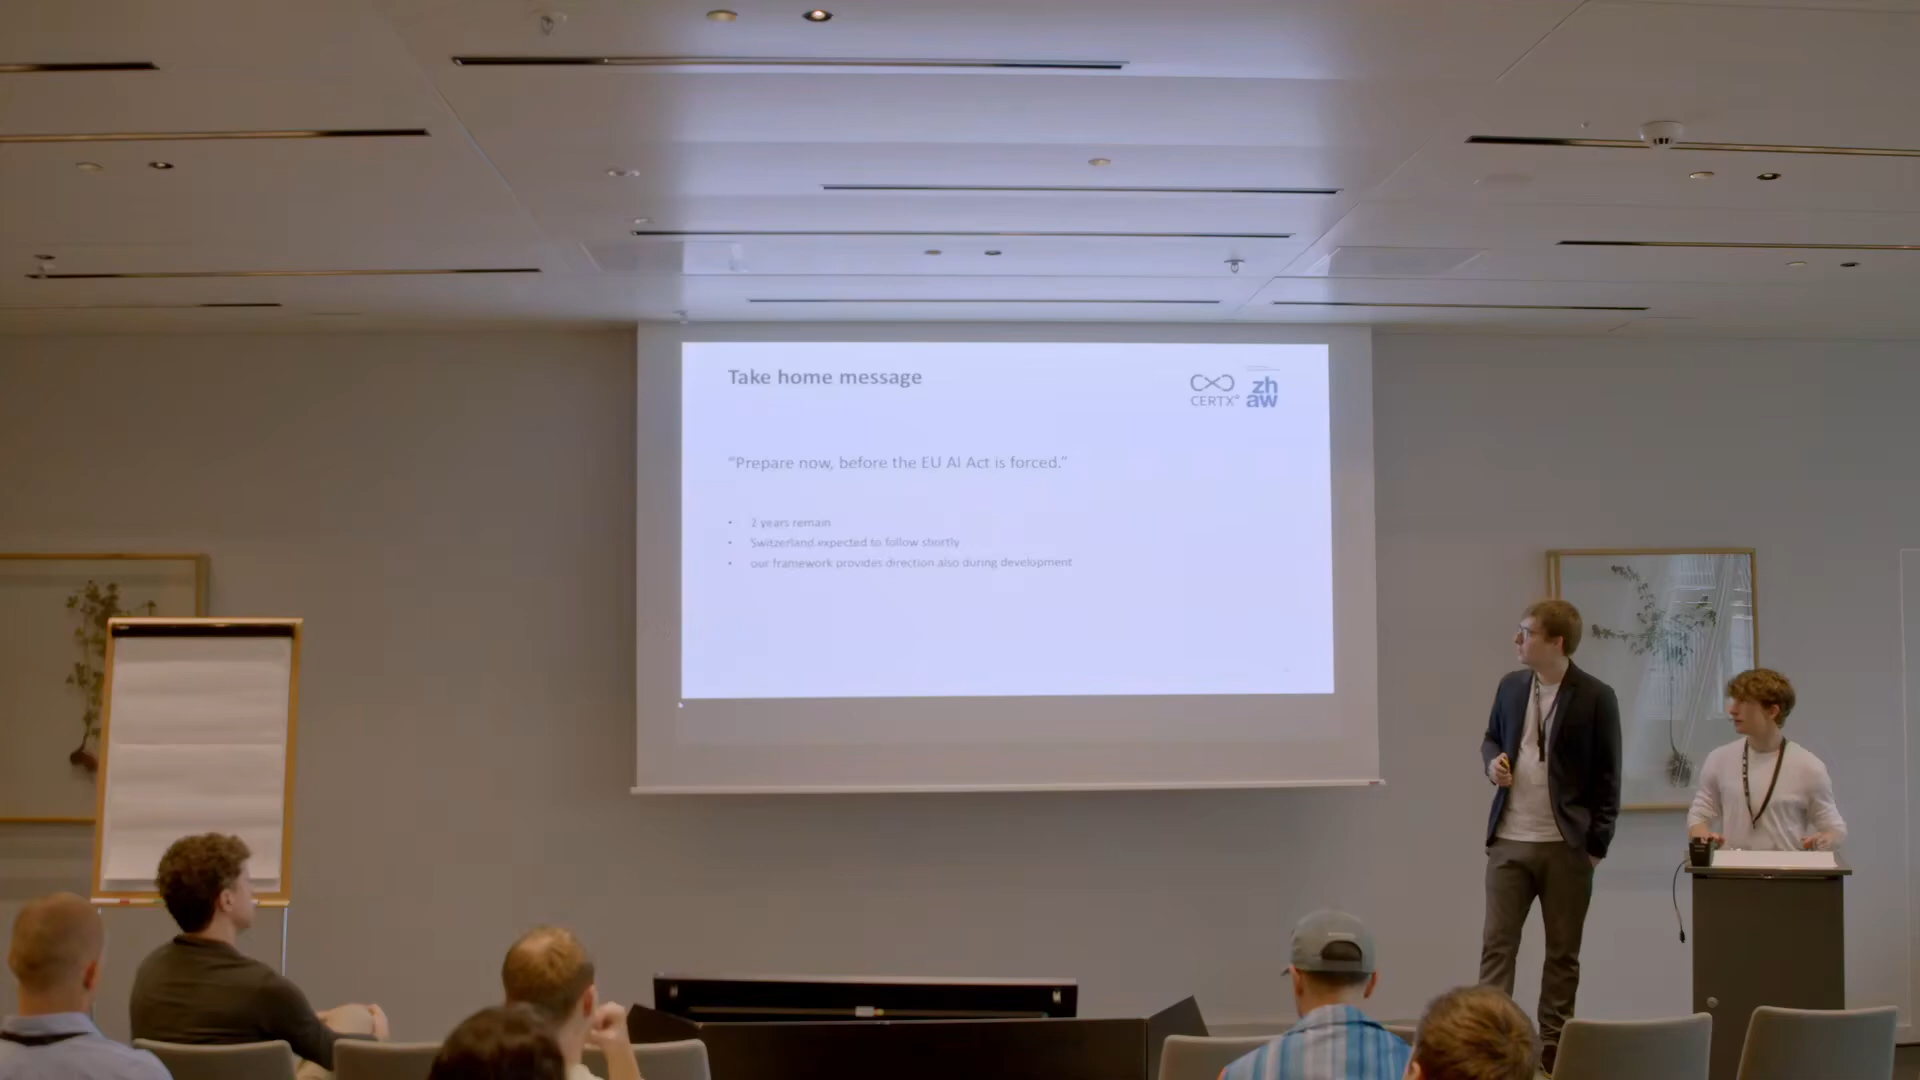 Take home message
CERTX®
zh
aw
“Prepare now, before the EU AI Act is forced.”
• 2 years remain
• Switzerland expected to follow shortly
• our framework provides direction also during development